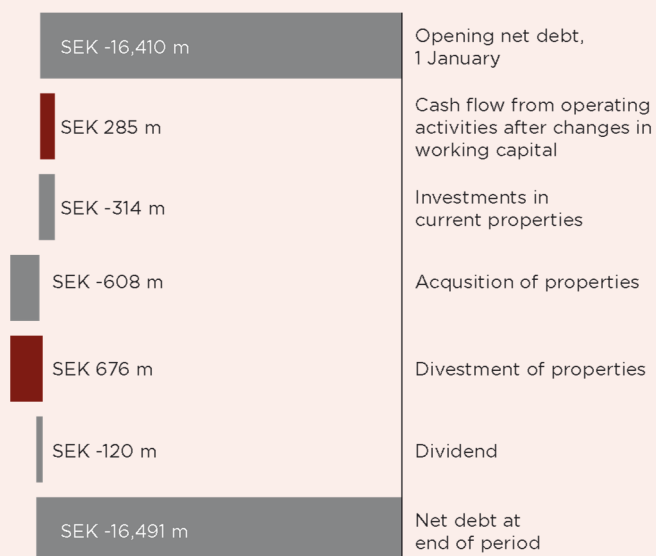 SEK -16,410 m
Opening net debt,
1 January
SEK 285 m
Cash flow from operating
activities after changes in
working capital
SEK -314 m
Investments in
current properties
SEK -608 m
Acqusition of properties
SEK 676 m
Divestment of properties
SEK -120 m
Dividend
SEK -16,491 m
Net debt at
end of period